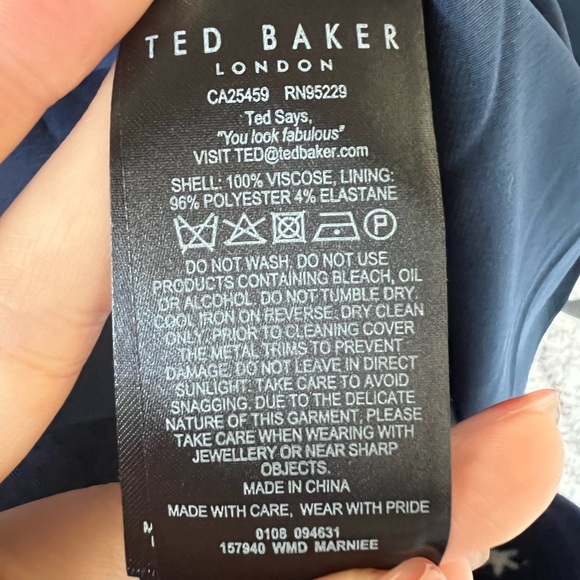 TED BAKER
LONDON
CA25459 RN95229
Ted Says,
"You look fabulous"
VISIT TED@tedbaker.com
SHELL: 100% VISCOSE, LINING:
96% POLYESTER 4% ELASTANE
P
DO NOT WASH. DO NOT USE
PRODUCTS CONTAINING BLEACH, OIL
OR ALCOHOL. DO NOT TUMBLE DRY.
COOL IRON ON REVERSE. DRY CLEAN
ONLY. PRIOR TO CLEANING COVER
THE METAL TRIMS TO PREVENT
DAMAGE. DO NOT LEAVE IN DIRECT
SUNLIGHT. TAKE CARE TO AVOID
SNAGGING, DUE TO THE DELICATE
NATURE OF THIS GARMENT, PLEASE
TAKE CARE WHEN WEARING WITH
JEWELLERY OR NEAR SHARP
OBJECTS.
MADE IN CHINA
MADE WITH CARE, WEAR WITH PRIDE
0108 094631
157940 WMD MARNIEE